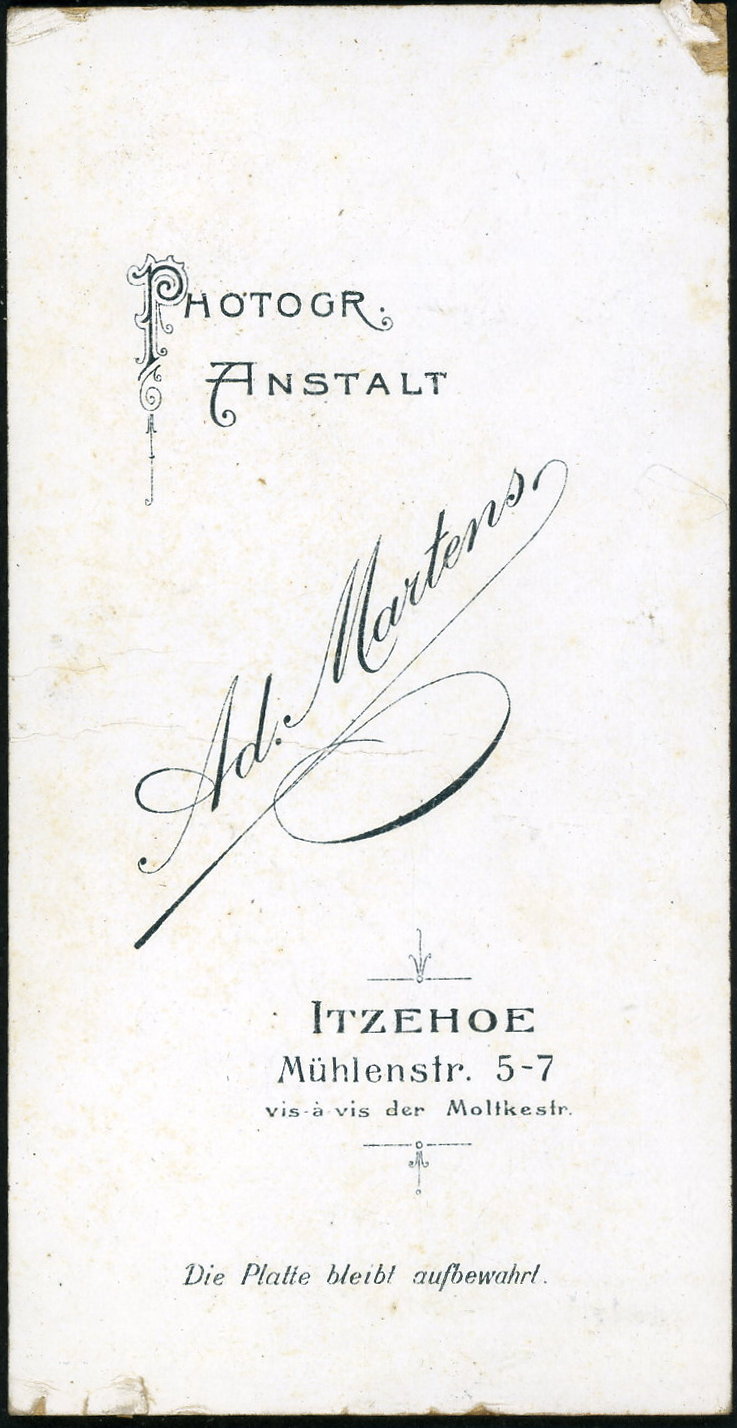 PHOTOGR.
ANSTALT
Ad. Martens.
ITZEHOE
Mühlenstr. 5-7
vis-à-vis der Moltkestr.
Die Platte bleibt aufbewahrt.